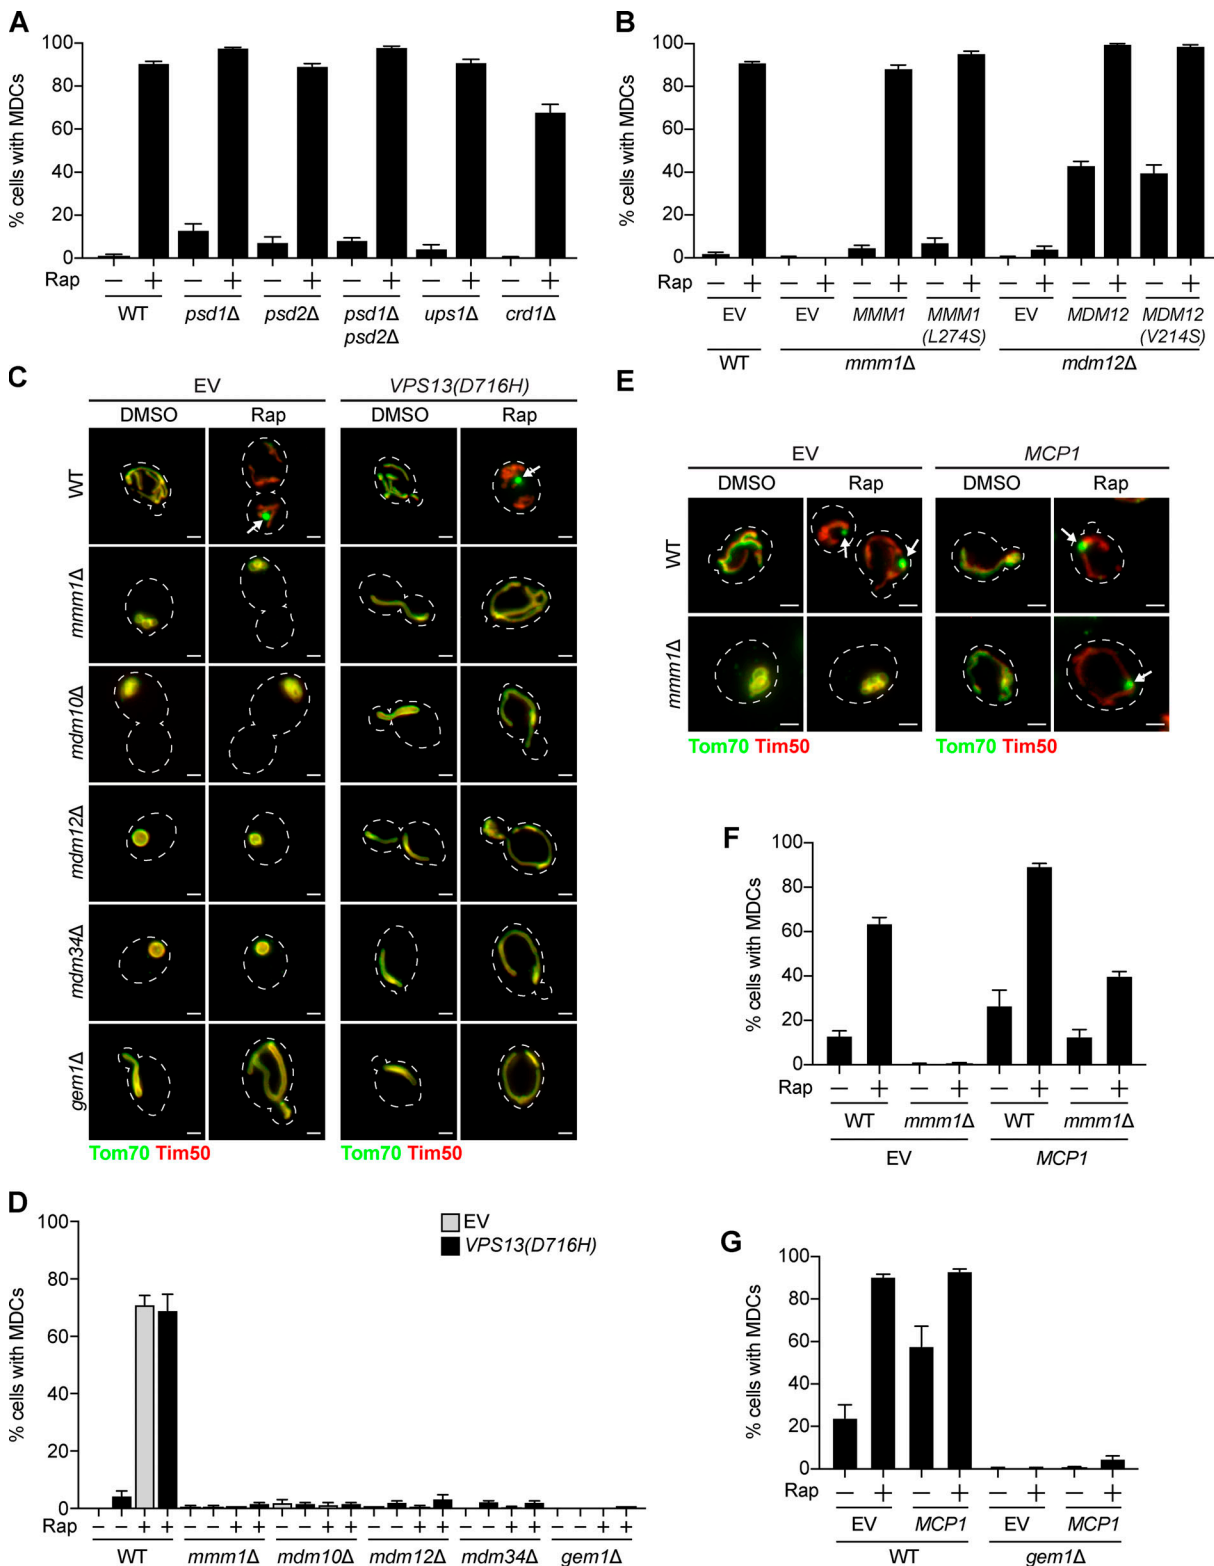 A
% cells with MDCs
100
80
60
40
20
0
Rap − + − + − + − + − + − +
WT psd1Δ psd2Δ psd1Δ ups1Δ crd1Δ
psd2Δ
B
% cells with MDCs
100
80
60
40
20
0
Rap − + − + − + − + − + − + − +
EV EV MMM1 MMM1 EV MDM12 MDM12
(L274S) (V214S)
WT mmm1Δ mdm12Δ
C
EV VPS13(D716H)
DMSO Rap DMSO Rap
WT
mmm1Δ
mdm10Δ
mdm12Δ
mdm34Δ
gem1Δ
Tom70 Tim50 Tom70 Tim50
D
EV
VPS13(D716H)
% cells with MDCs
100
80
60
40
20
0
Rap − − + + − − + + − − + + − − + + − − + + − − + +
WT mmm1Δ mdm10Δ mdm12Δ mdm34Δ gem1Δ
E
EV MCP1
DMSO Rap DMSO Rap
WT
mmm1Δ
Tom70 Tim50 Tom70 Tim50
F
% cells with MDCs
100
80
60
40
20
0
Rap − + − + − + − +
WT mmm1Δ WT mmm1Δ
EV MCP1
G
% cells with MDCs
100
80
60
40
20
0
Rap − + − + − + − +
EV MCP1 EV MCP1
WT gem1Δ